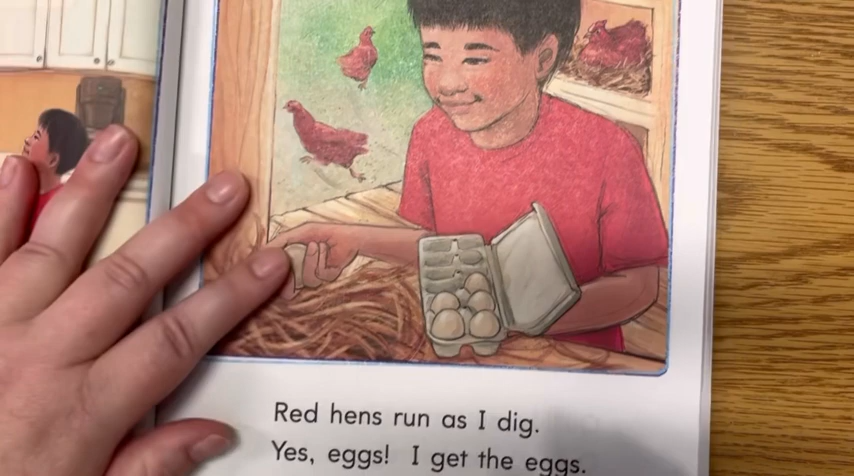 Red hens run as I dig.
Yes, eggs! I get the eggs.